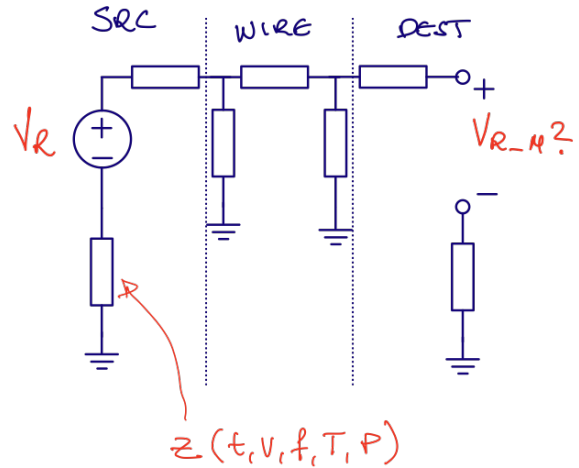 SRC WIRE DEST
+
VR
+
−
VR_M?
−
Z(t,v,f,T,P)